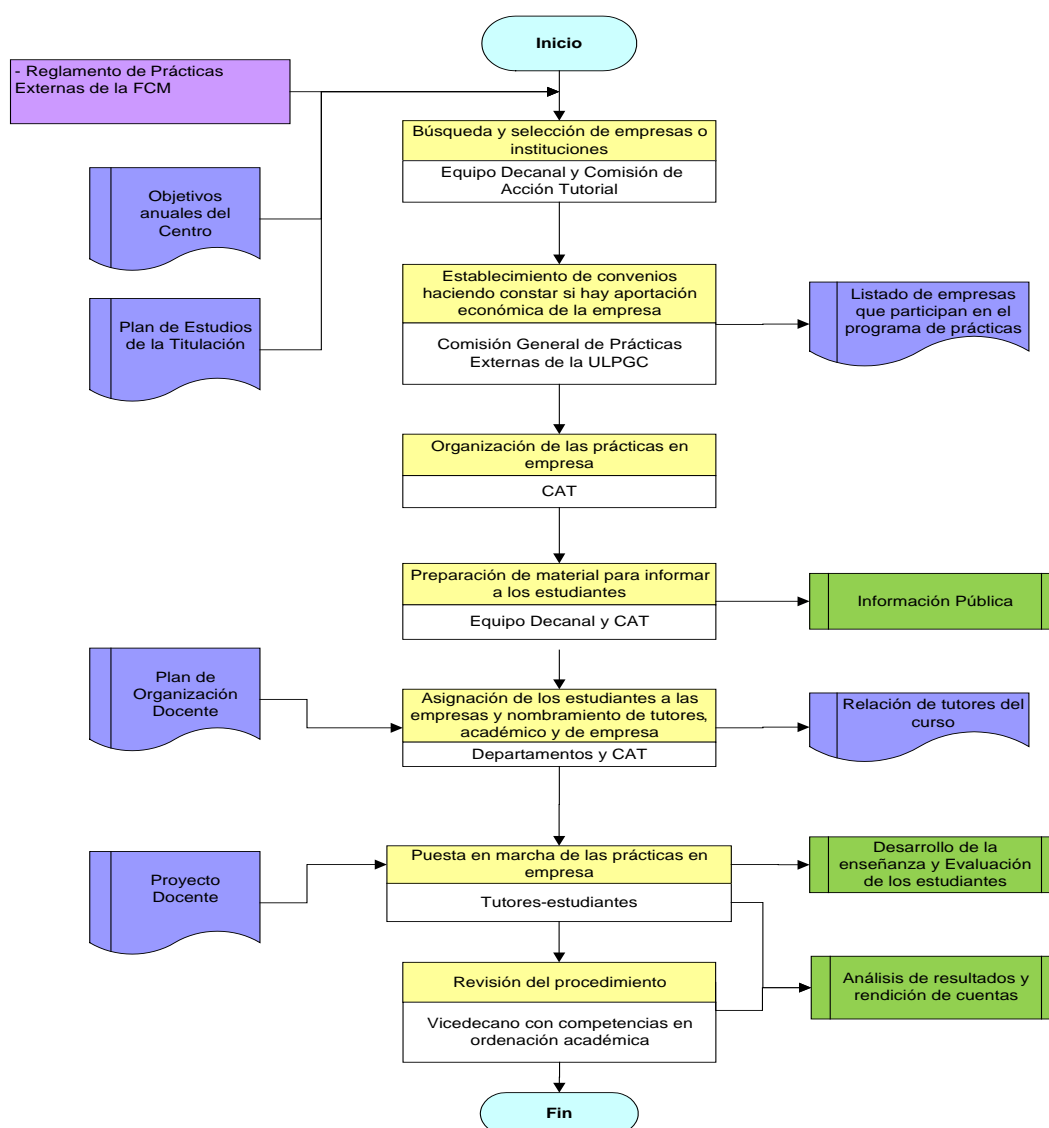 Inicio
- Reglamento de Prácticas
Externas de la FCM
Búsqueda y selección de empresas o
instituciones
Equipo Decanal y Comisión de
Acción Tutorial
Objetivos
anuales del
Centro
Establecimiento de convenios
haciendo constar si hay aportación
económica de la empresa
Comisión General de Prácticas
Externas de la ULPGC
Plan de Estudios
de la Titulación
Listado de empresas
que participan en el
programa de prácticas
Organización de las prácticas en
empresa
CAT
Preparación de material para informar
a los estudiantes
Equipo Decanal y CAT
Información Pública
Plan de
Organización
Docente
Asignación de los estudiantes a las
empresas y nombramiento de tutores,
académico y de empresa
Departamentos y CAT
Relación de tutores del
curso
Proyecto
Docente
Puesta en marcha de las prácticas en
empresa
Tutores-estudiantes
Desarrollo de la
enseñanza y Evaluación
de los estudiantes
Revisión del procedimiento
Vicedecano con competencias en
ordenación académica
Análisis de resultados y
rendición de cuentas
Fin